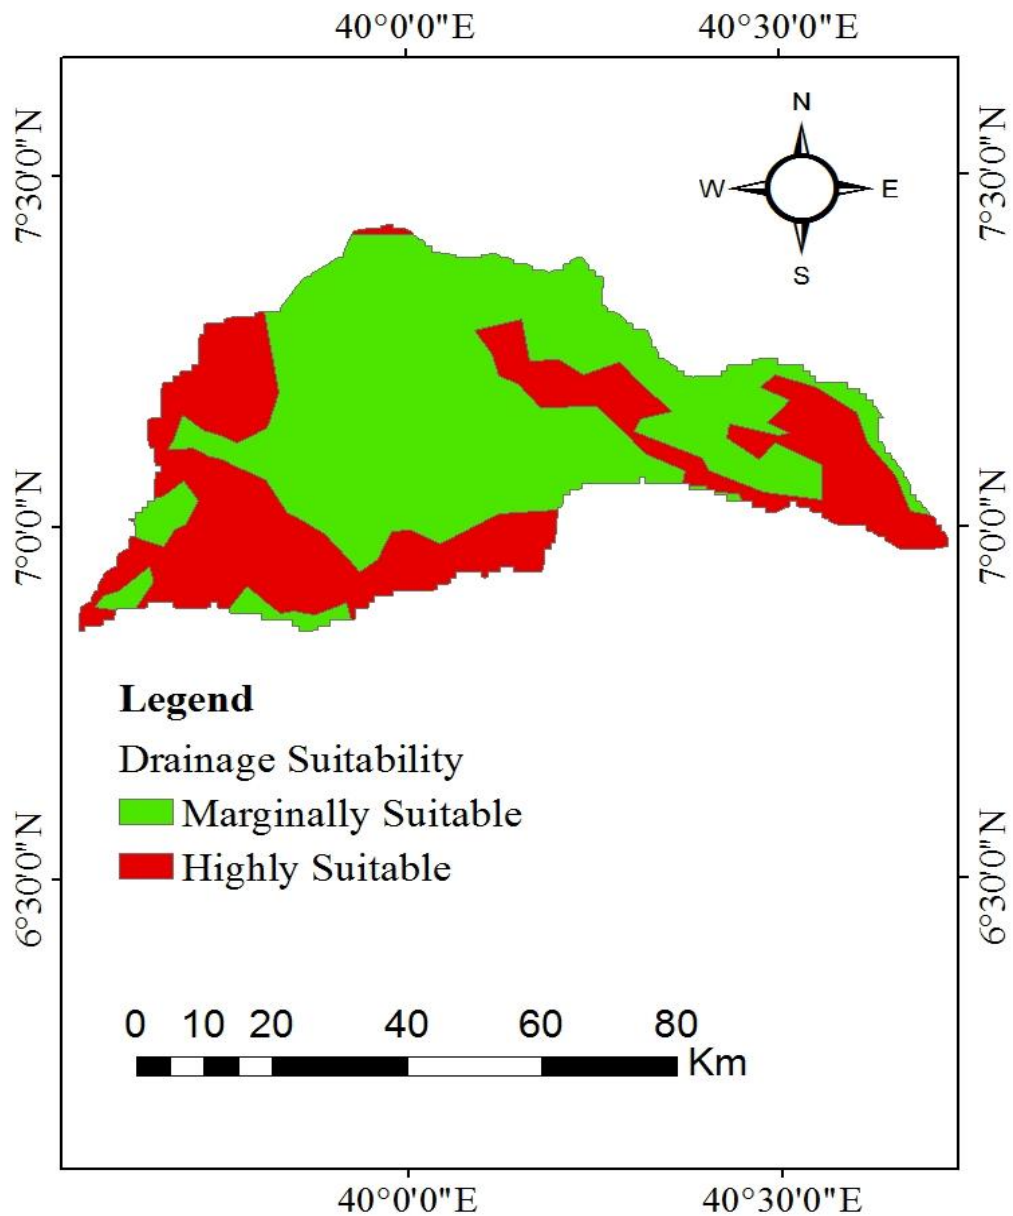 40°0'0"E 40°30'0"E
N
7°30'0"N 7°30'0"N
W E
S
7°0'0"N 7°0'0"N
Legend
Drainage Suitability
Marginally Suitable
Highly Suitable
6°30'0"N 6°30'0"N
0 10 20 40 60 80
Km
40°0'0"E 40°30'0"E